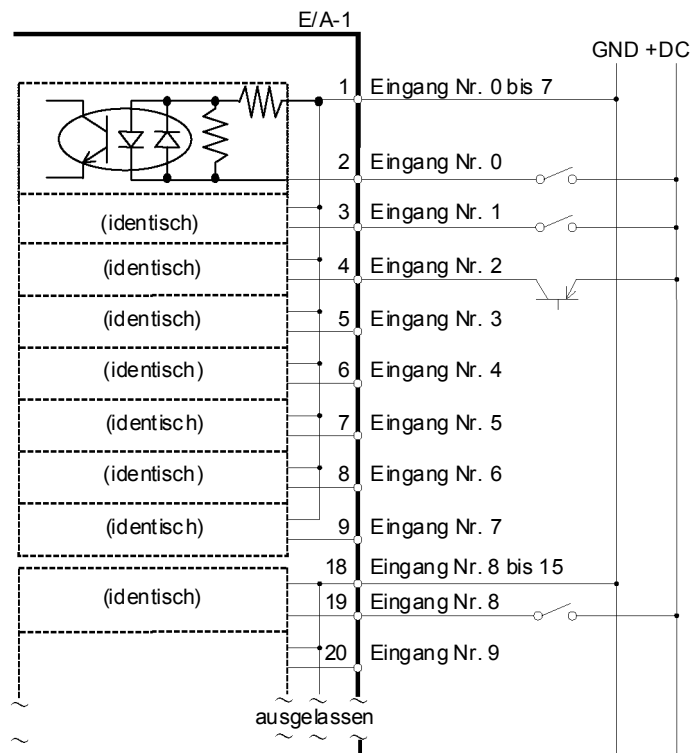 E/A-1
GND +DC
1 Eingang Nr. 0 bis 7
2 Eingang Nr. 0
(identisch) 3 Eingang Nr. 1
(identisch) 4 Eingang Nr. 2
(identisch) 5 Eingang Nr. 3
(identisch) 6 Eingang Nr. 4
(identisch) 7 Eingang Nr. 5
(identisch) 8 Eingang Nr. 6
(identisch) 9 Eingang Nr. 7
18 Eingang Nr. 8 bis 15
(identisch) 19 Eingang Nr. 8
20 Eingang Nr. 9
ausgelassen